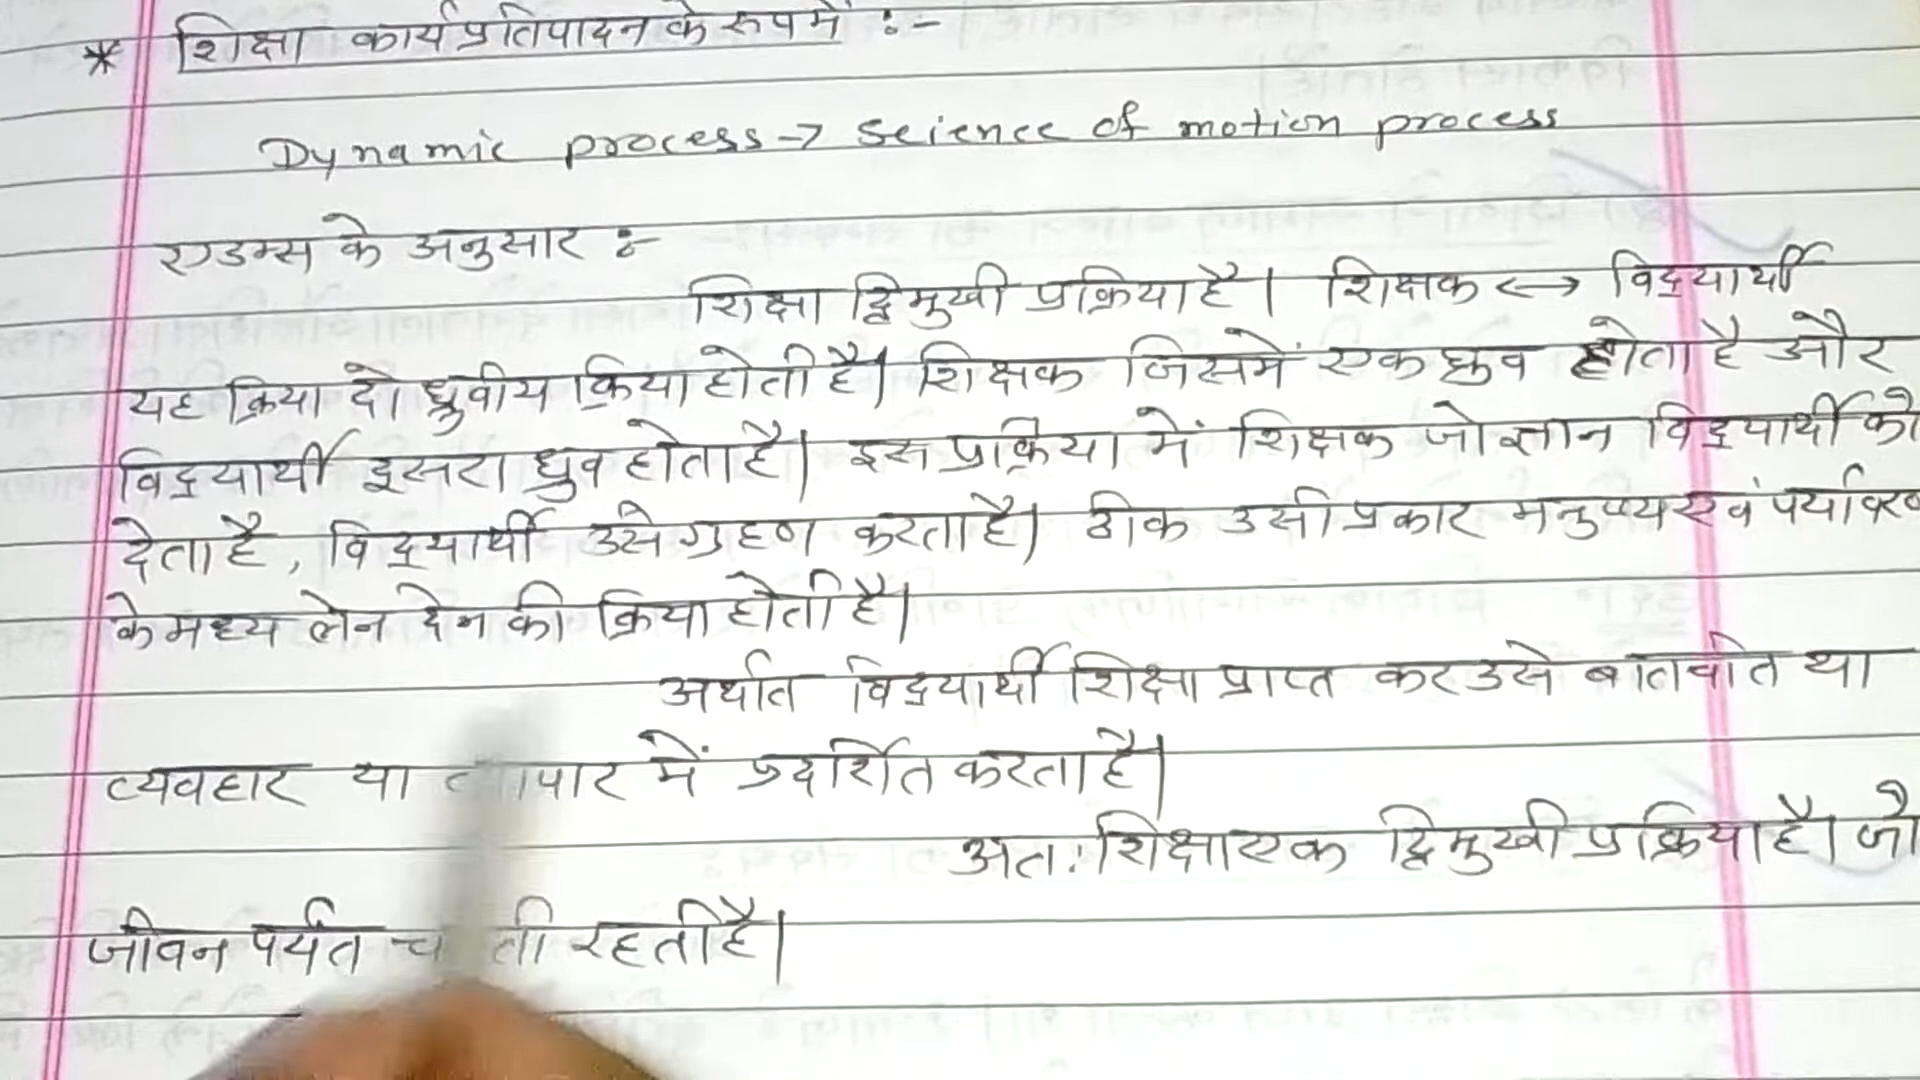 * शिक्षा कार्यप्रतिपादन के रूप में :-
Dynamic process → Science of motion process
एडम्स के अनुसार :-
शिक्षा द्विमुखी प्रक्रिया है। शिक्षक ↔ विद्यार्थी
यह क्रिया दो ध्रुवीय क्रिया होती है। शिक्षक जिसमें एक ध्रुव होता है और
विद्यार्थी दूसरा ध्रुव होता है। इस प्रक्रिया में शिक्षक जो ज्ञान विद्यार्थी को
देता है, विद्यार्थी उसे ग्रहण करता है। ठीक उसी प्रकार मनुष्य एवं
के मध्य लेन देन की क्रिया होती है।
अर्थात विद्यार्थी शिक्षा प्राप्त कर उसे बातचीत या
व्यवहार या में प्रदर्शित करता है।
अतः शिक्षा एक द्विमुखी प्रक्रिया है। जो
जीवन पर्यंत रहती है।